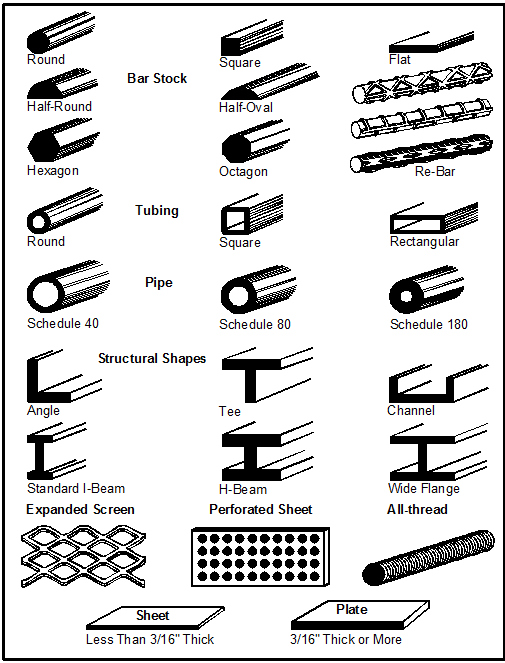 Round
Square
Flat
Bar Stock
Half-Round
Half-Oval
Hexagon
Octagon
Re-Bar
Tubing
Round
Square
Rectangular
Pipe
Schedule 40
Schedule 80
Schedule 180
Structural Shapes
Angle
Tee
Channel
Standard I-Beam
H-Beam
Wide Flange
Expanded Screen
Perforated Sheet
All-thread
Sheet
Less Than 3/16" Thick
Plate
3/16" Thick or More